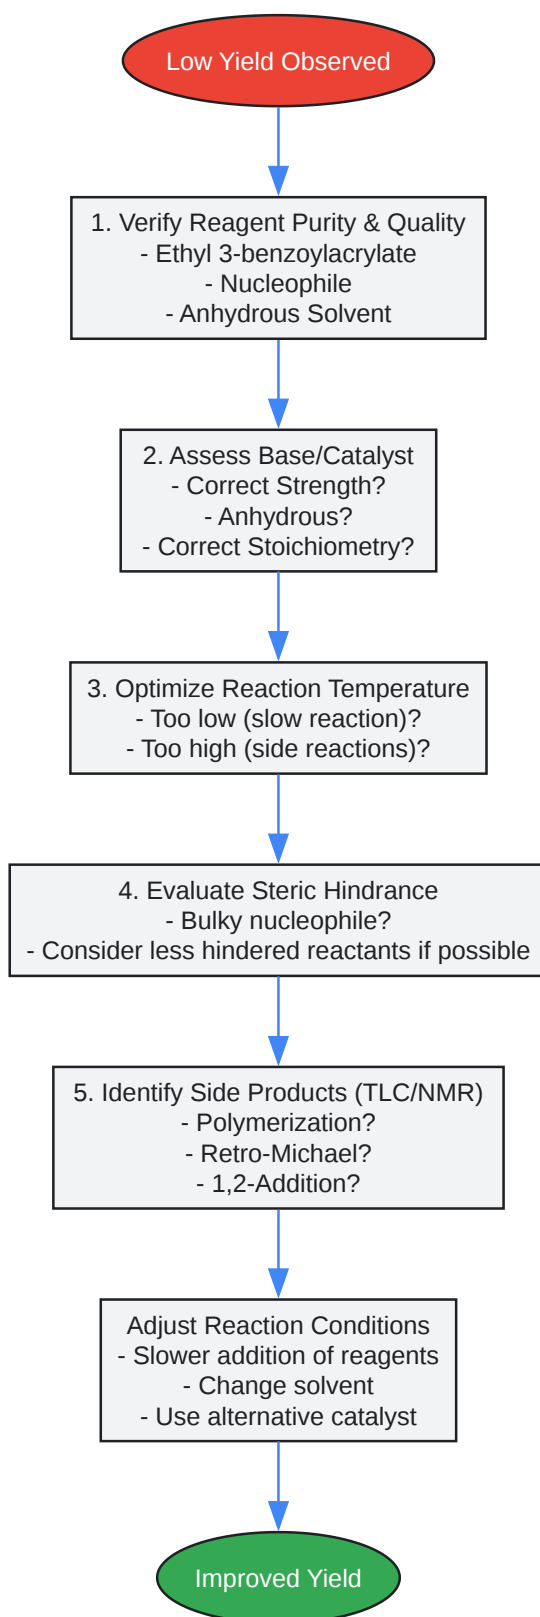 Low Yield Observed
1. Verify Reagent Purity & Quality
- Ethyl 3-benzoylacrylate
- Nucleophile
- Anhydrous Solvent
2. Assess Base/Catalyst
- Correct Strength?
- Anhydrous?
- Correct Stoichiometry?
3. Optimize Reaction Temperature
- Too low (slow reaction)?
- Too high (side reactions)?
4. Evaluate Steric Hindrance
- Bulky nucleophile?
- Consider less hindered reactants if possible
5. Identify Side Products (TLC/NMR)
- Polymerization?
- Retro-Michael?
- 1,2-Addition?
Adjust Reaction Conditions
- Slower addition of reagents
- Change solvent
- Use alternative catalyst
Improved Yield